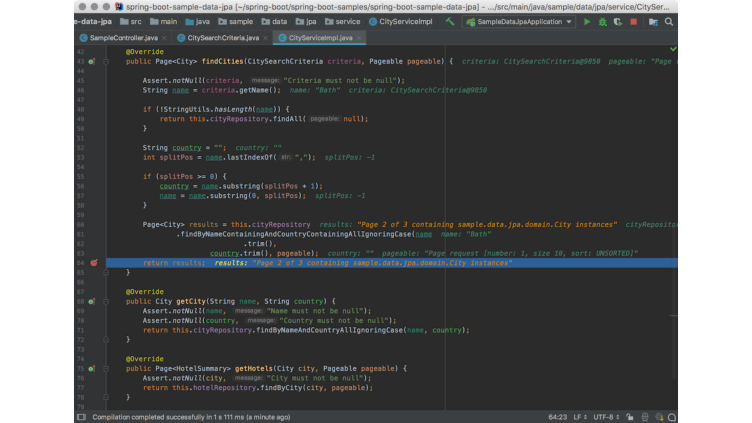 spring-boot-sample-data-jpa [~/spring-boot/spring-boot-samples/spring-boot-sample-data-jpa] - .../src/main/java/sample/data/jpa/service/CitySer...
e-data-jpa src main java sample data jpa service CityServiceImpl SampleDataJpaApplication
SampleController.java CitySearchCriteria.java CityServiceImpl.java
42 @Override
43 public Page<City> findCities(CitySearchCriteria criteria, Pageable pageable) { criteria: CitySearchCriteria@9850 pageable: "Page
44
45 Assert.notNull(criteria, message: "Criteria must not be null");
46 String name = criteria.getName(); name: "Bath" criteria: CitySearchCriteria@9850
47
48 if (!StringUtils.hasLength(name)) {
49 return this.cityRepository.findAll( pageable: null);
50 }
51
52 String country = ""; country: ""
53 int splitPos = name.lastIndexOf( str: ","); splitPos: -1
54
55 if (splitPos >= 0) {
56 country = name.substring(splitPos + 1);
57 name = name.substring(0, splitPos); splitPos: -1
58 }
59
60 Page<City> results = this.cityRepository results: "Page 2 of 3 containing sample.data.jpa.domain.City instances" cityReposito
61 .findByNameContainingAndCountryContainingAllIgnoringCase(name name: "Bath"
62 .trim(),
63 country.trim(), pageable); country: "" pageable: "Page request [number: 1, size 10, sort: UNSORTED]"
64 return results; results: "Page 2 of 3 containing sample.data.jpa.domain.City instances"
65 }
66
67 @Override
68 public City getCity(String name, String country) {
69 Assert.notNull(name, message: "Name must not be null");
70 Assert.notNull(country, message: "Country must not be null");
71 return this.cityRepository.findByNameAndCountryAllIgnoringCase(name, country);
72 }
73
74 @Override
75 public Page<HotelSummary> getHotels(City city, Pageable pageable) {
76 Assert.notNull(city, message: "City must not be null");
77 return this.hotelRepository.findByCity(city, pageable);
78 }
79
Compilation completed successfully in 1 s 111 ms (a minute ago) 64:23 LF UTF-8